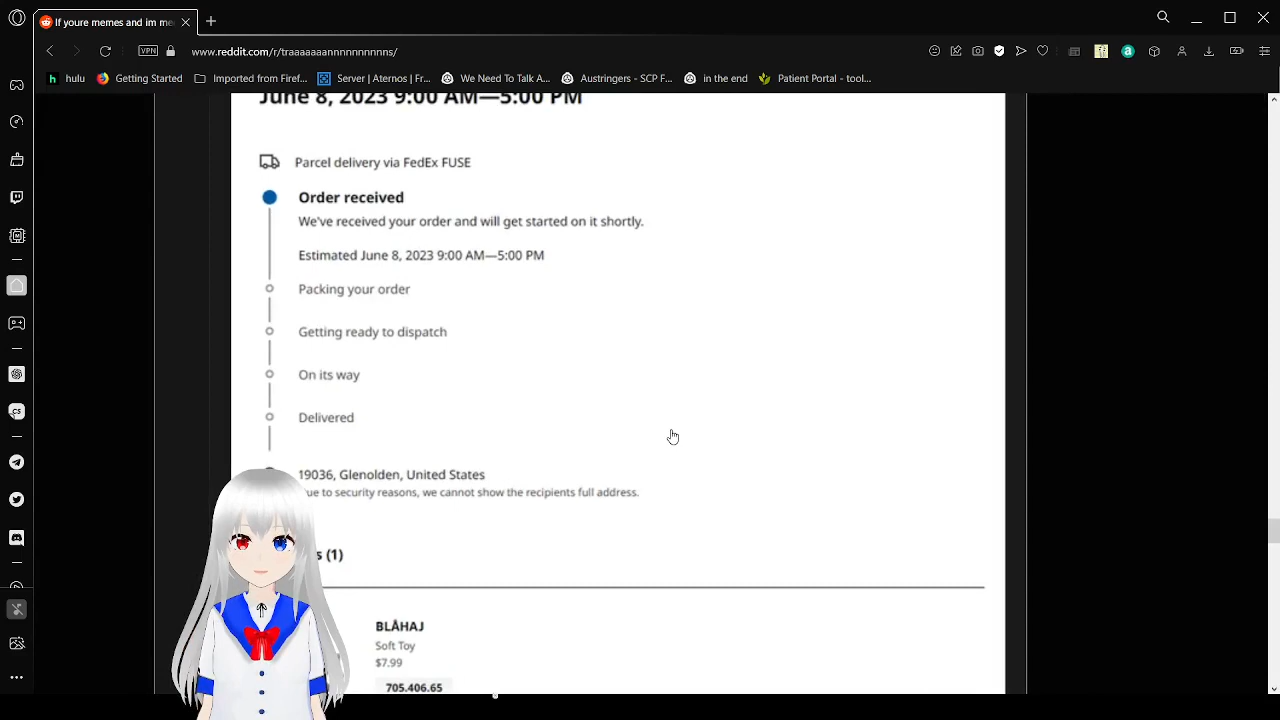 If youre memes and im me
www.reddit.com/r/traaaaaaannnnnnnnnns/
VPN
hulu
Getting Started
Imported from Firef...
Server | Aternos | Fr...
We Need To Talk A...
Austringers - SCP F...
in the end
Patient Portal - tool...
June 8, 2023 9:00 AM—5:00 PM
Parcel delivery via FedEx FUSE
Order received
We've received your order and will get started on it shortly.
Estimated June 8, 2023 9:00 AM—5:00 PM
Packing your order
Getting ready to dispatch
On its way
Delivered
19036, Glenolden, United States
ue to security reasons, we cannot show the recipients full address.
s (1)
BLÅHAJ
Soft Toy
$7.99
705.406.65